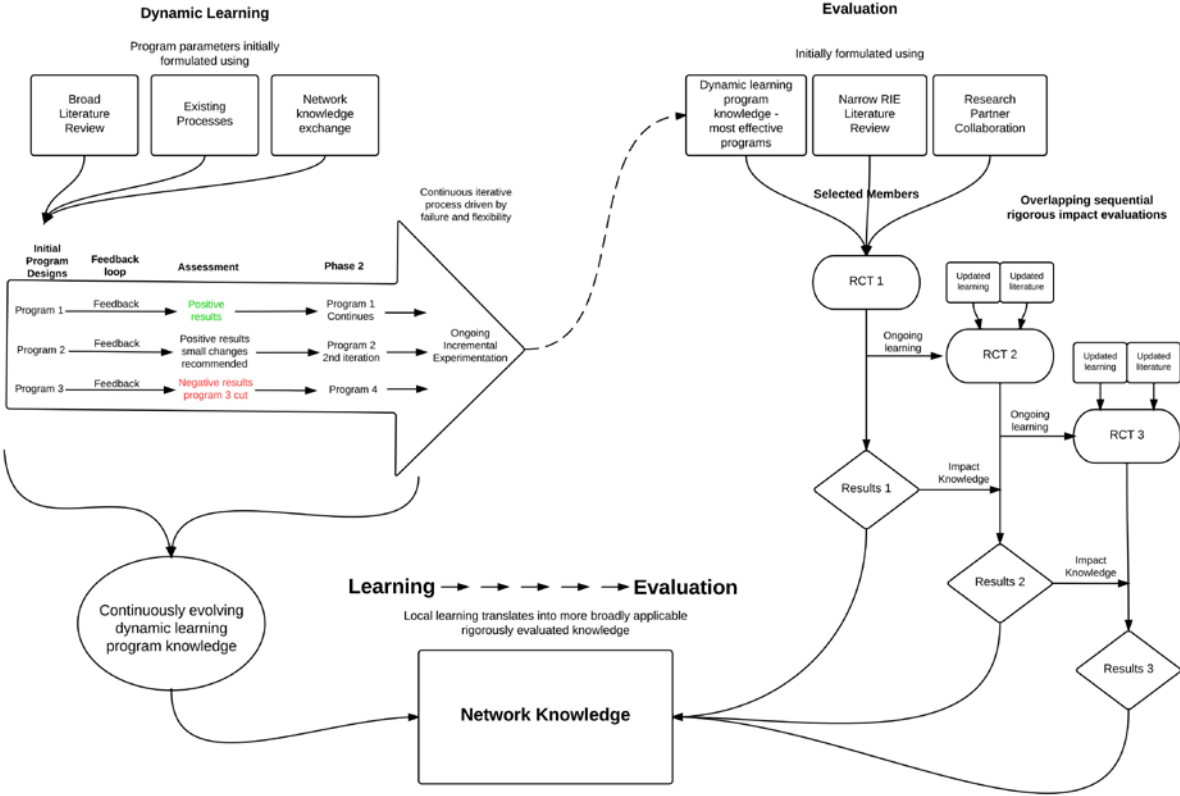 Dynamic Learning
Program parameters initially
formulated using
Broad
Literature
Review
Existing
Processes
Network
knowledge
exchange
Continuous iterative
process driven by
failure and flexibility
Initial
Program
Designs
Feedback
loop
Assessment
Phase 2
Program 1
Feedback
Positive
results
Program 1
Continues
Program 2
Feedback
Positive results
small changes
recommended
Program 2
2nd iteration
Program 3
Feedback
Negative results
program 3 cut
Program 4
Ongoing
Incremental
Experimentation
Continuously evolving
dynamic learning
program knowledge
Evaluation
Initially formulated using
Dynamic learning
program
knowledge -
most effective
programs
Narrow RIE
Literature
Review
Research
Partner
Collaboration
Selected Members
Overlapping sequential
rigorous impact evaluations
RCT 1
Updated
learning
Updated
literature
Ongoing
learning
RCT 2
Updated
learning
Updated
literature
Ongoing
learning
RCT 3
Results 1
Impact
Knowledge
Results 2
Impact
Knowledge
Results 3
Learning
Evaluation
Local learning translates into more broadly applicable
rigorously evaluated knowledge
Network Knowledge